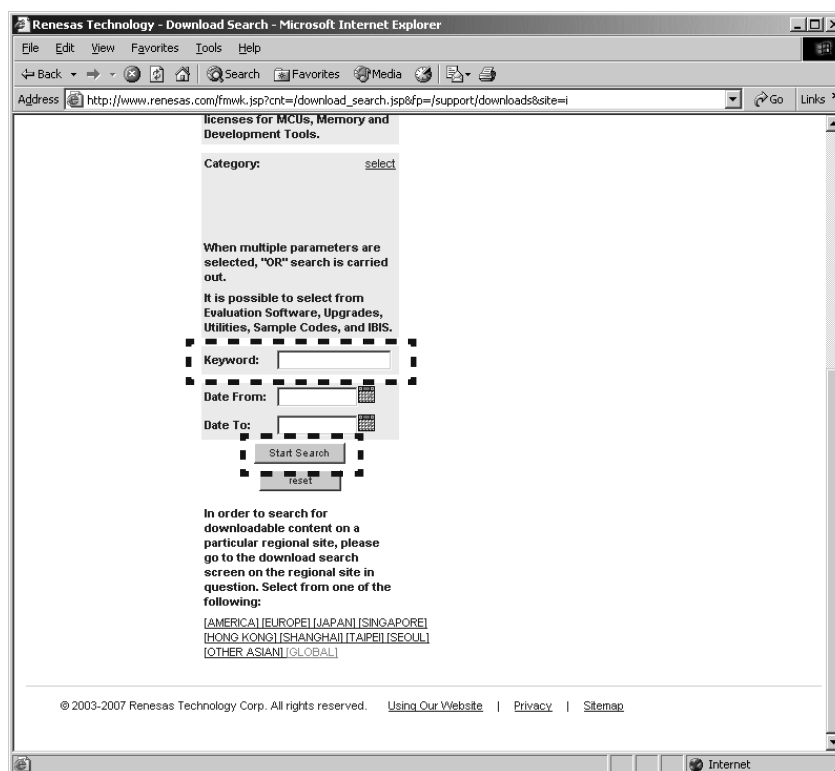 Renesas Technology - Download Search - Microsoft Internet Explorer
File Edit View Favorites Tools Help
Back Search Favorites Media
Address http://www.renesas.com/fmwk.jsp?cnt=/download_search.jsp&fp=/support/downloads&site=i Go Links »
licenses for MCUs, Memory and
Development Tools.
Category: select
When multiple parameters are
selected, "OR" search is carried
out.
It is possible to select from
Evaluation Software, Upgrades,
Utilities, Sample Codes, and IBIS.
Keyword:
Date From:
Date To:
Start Search
reset
In order to search for
downloadable content on a
particular regional site, please
go to the download search
screen on the regional site in
question. Select from one of the
following:
[AMERICA] [EUROPE] [JAPAN] [SINGAPORE]
[HONG KONG] [SHANGHAI] [TAIPEI] [SEOUL]
[OTHER ASIAN] [GLOBAL]
© 2003-2007 Renesas Technology Corp. All rights reserved. Using Our Website | Privacy | Sitemap
Internet